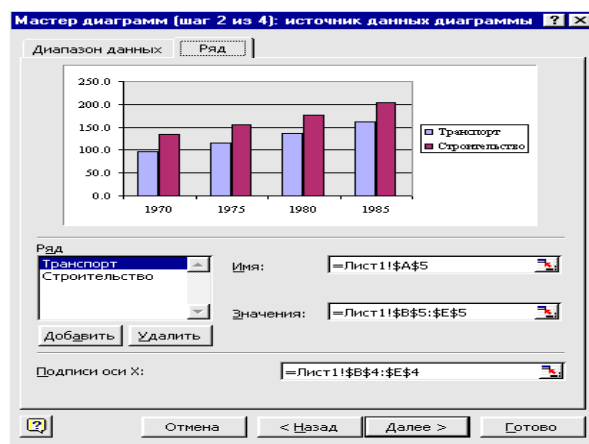 Мастер диаграмм (шаг 2 из 4): источник данных диаграммы ? ×
Диапазон данных Ряд
250.0
200.0
150.0
100.0
50.0
0.0
1970 1975 1980 1985
Транспорт
Строительство
Ряд
Транспорт
Строительство
Имя: =Лист1!$A$5
Значения: =Лист1!$B$5:$E$5
Добавить Удалить
Подписи оси X: =Лист1!$B$4:$E$4
? Отмена < Назад Далее > Готово